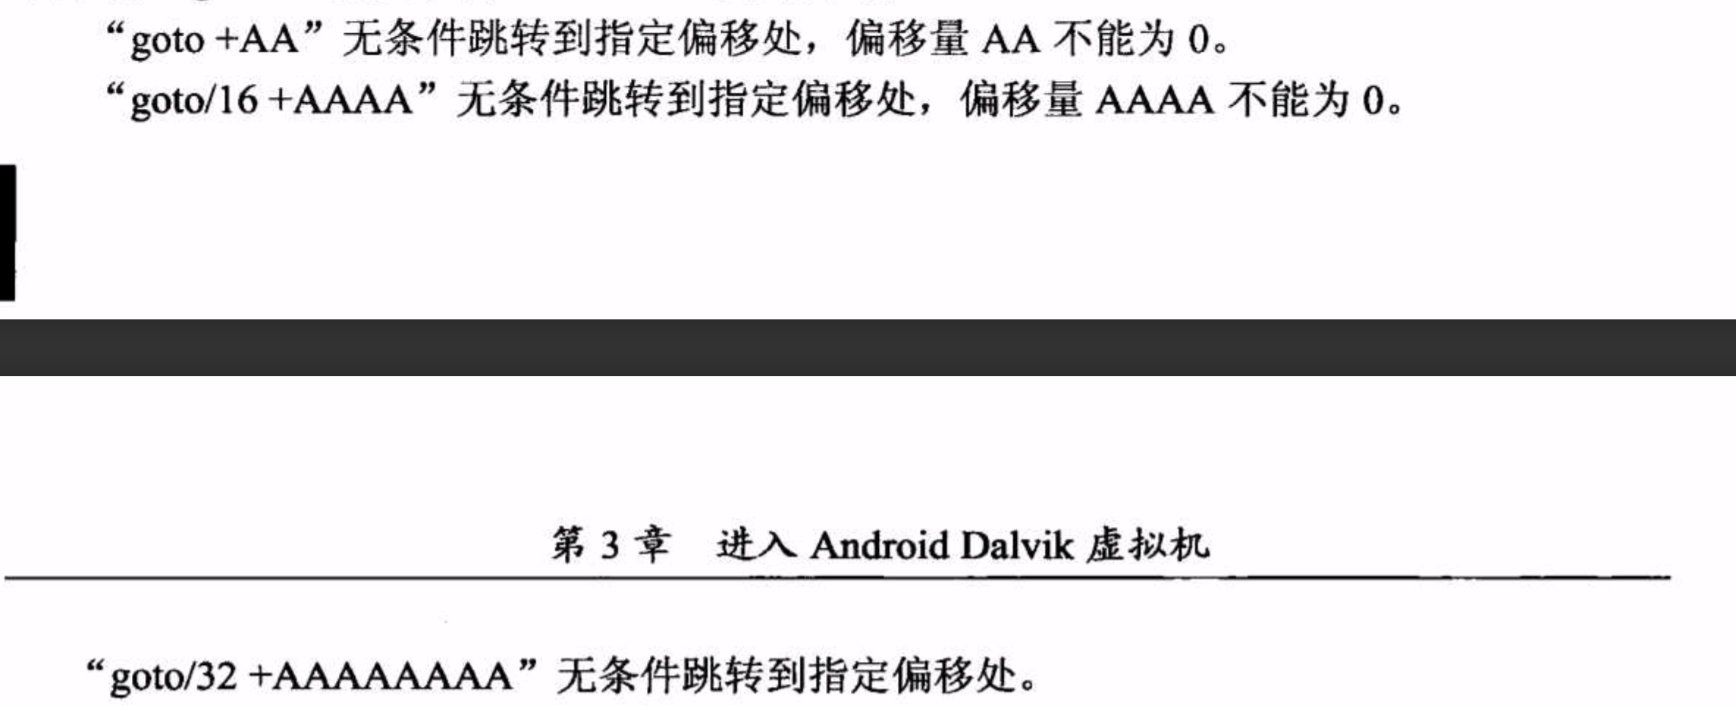 “goto +AA”无条件跳转到指定偏移处，偏移量 AA 不能为 0。
“goto/16 +AAAA”无条件跳转到指定偏移处，偏移量 AAAA 不能为 0。
第 3 章 进入 Android Dalvik 虚拟机
“goto/32 +AAAAAAAA”无条件跳转到指定偏移处。